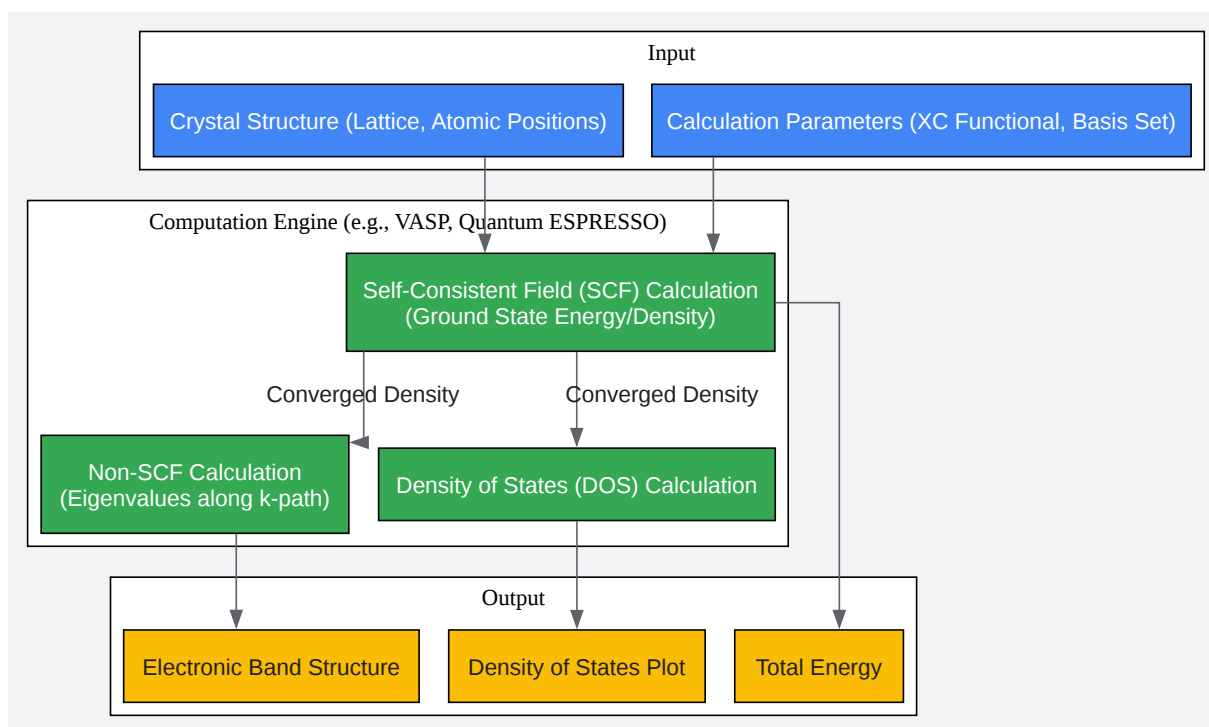 Input
Crystal Structure (Lattice, Atomic Positions)
Calculation Parameters (XC Functional, Basis Set)
Computation Engine (e.g., VASP, Quantum ESPRESSO)
Self-Consistent Field (SCF) Calculation
(Ground State Energy/Density)
Converged Density
Converged Density
Non-SCF Calculation
(Eigenvalues along k-path)
Density of States (DOS) Calculation
Output
Electronic Band Structure
Density of States Plot
Total Energy